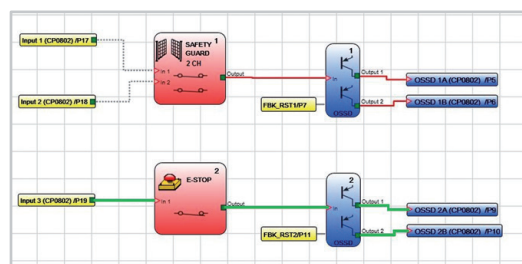 Input 1 (CP0802) /P17
Input 2 (CP0802) /P18
SAFETY GUARD
2 CH
1
In 1
In 2
Output
1
In
Output 1
Output 2
OSSD
FBK_RST1/P7
OSSD 1A (CP0802) /P5
OSSD 1B (CP0802) /P6
Input 3 (CP0802) /P19
E-STOP
2
In 1
Output
2
In
Output 1
Output 2
OSSD
FBK_RST2/P11
OSSD 2A (CP0802) /P9
OSSD 2B (CP0802) /P10